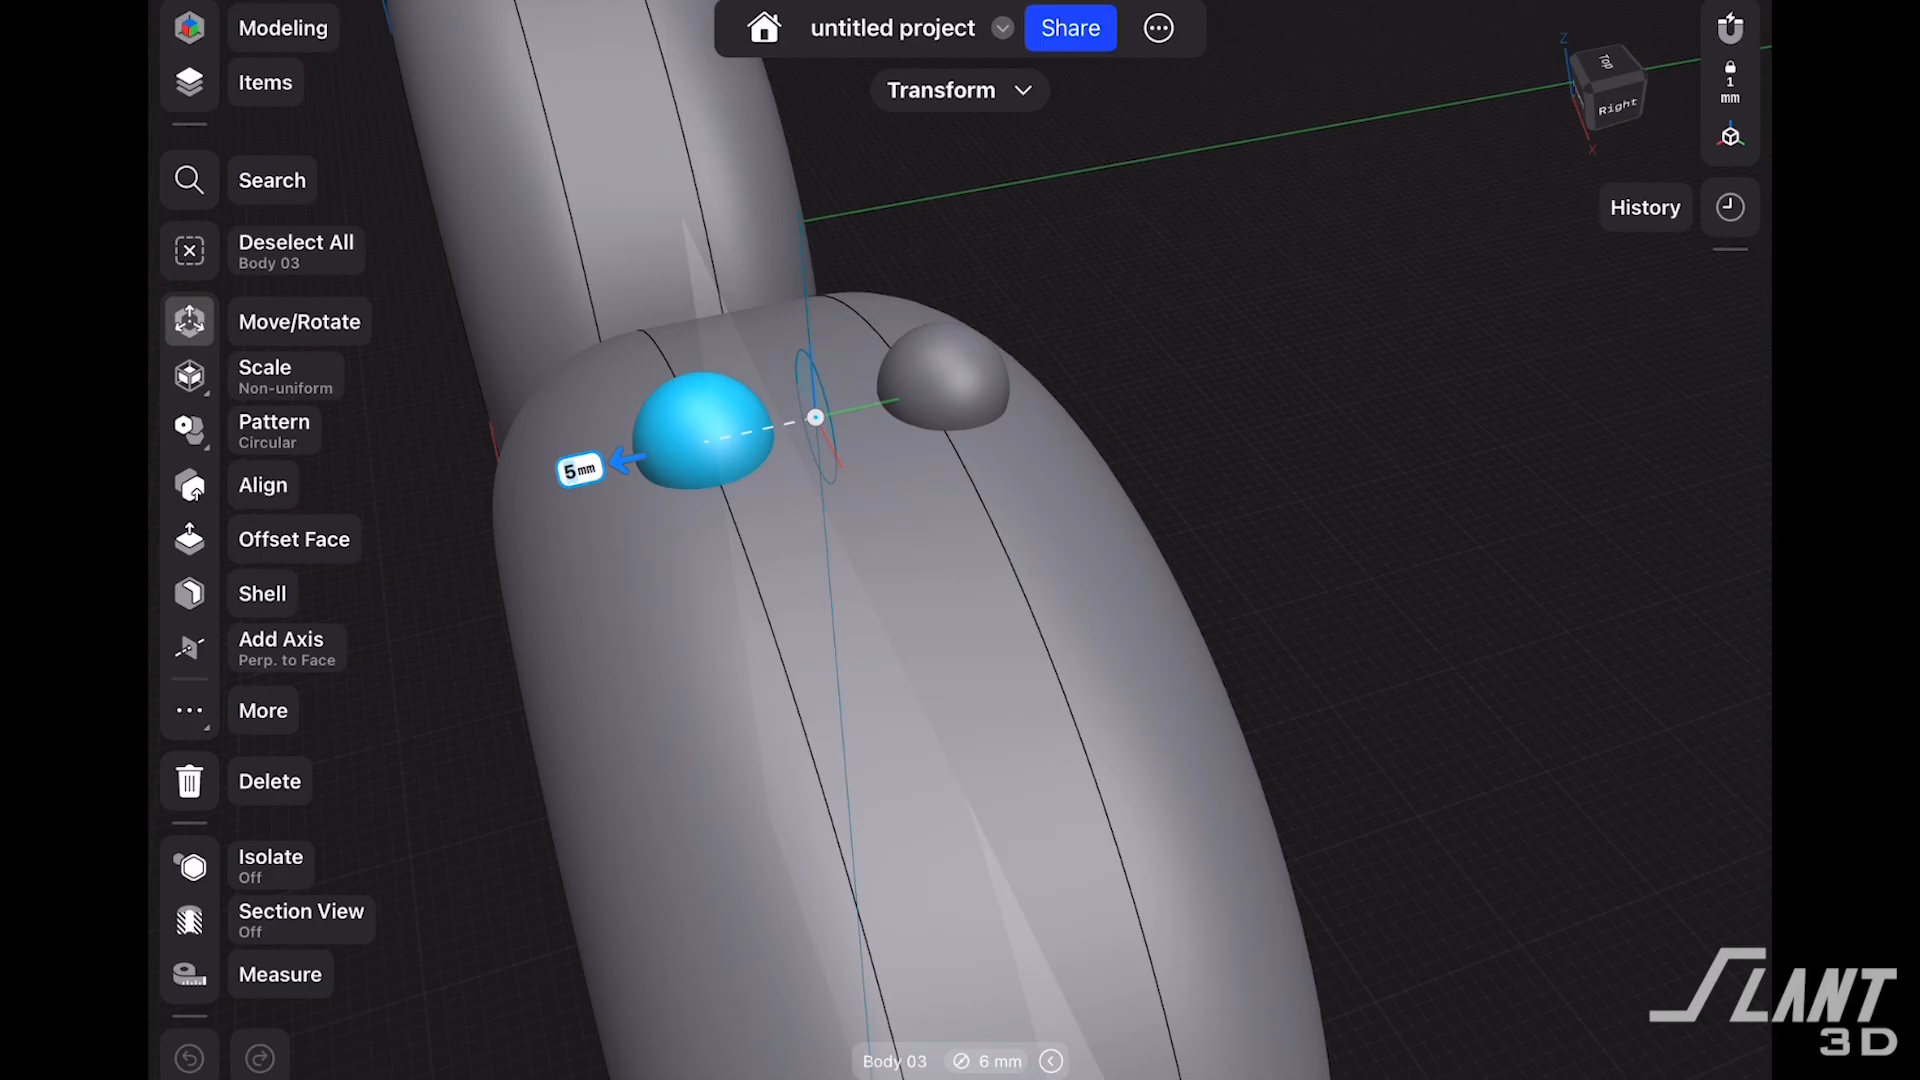 Modeling
Items
Search
Deselect All
Body 03
Move/Rotate
Scale
Non-uniform
Pattern
Circular
Align
Offset Face
Shell
Add Axis
Perp. to Face
More
Delete
Isolate
Off
Section View
Off
Measure
untitled project
Share
Transform
5 mm
Z
Top
Right
X
1
mm
History
Body 03
6 mm
SLANT
3D